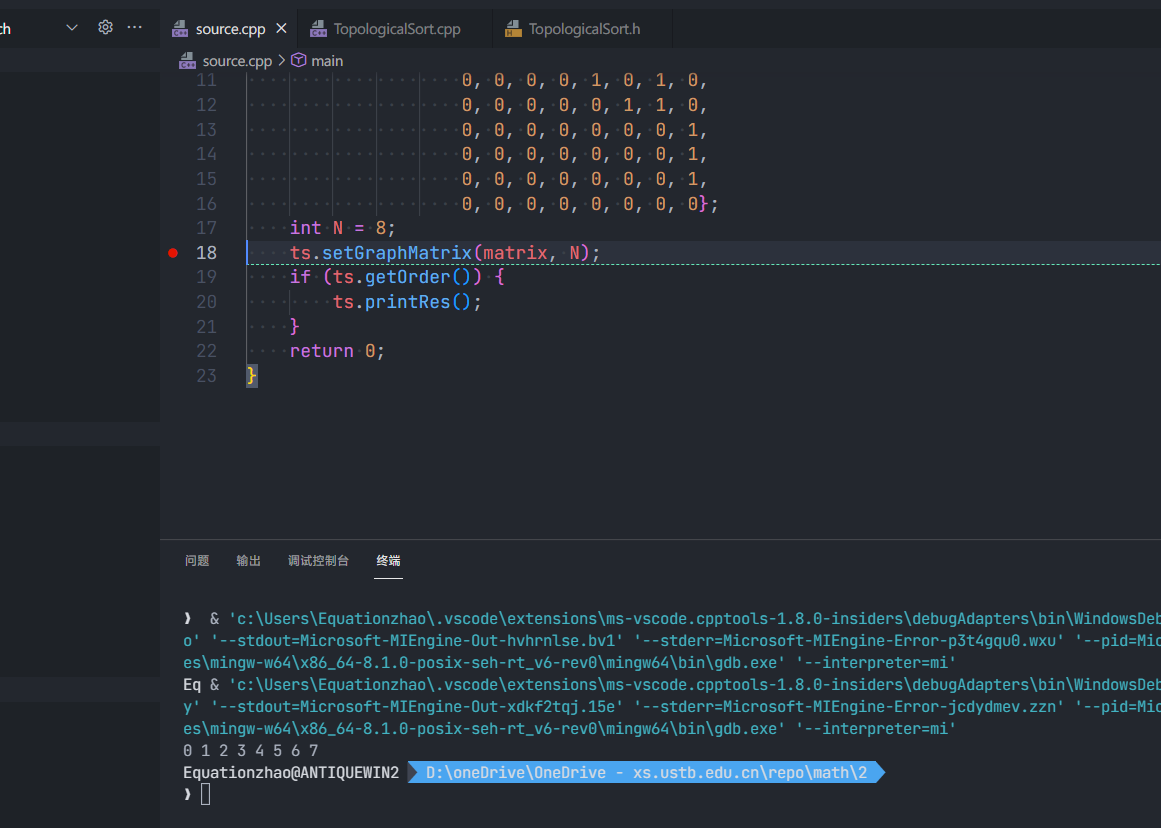 ch
source.cpp
TopologicalSort.cpp
TopologicalSort.h
source.cpp > main
11 0, 0, 0, 0, 1, 0, 1, 0,
12 0, 0, 0, 0, 0, 1, 1, 0,
13 0, 0, 0, 0, 0, 0, 0, 1,
14 0, 0, 0, 0, 0, 0, 0, 1,
15 0, 0, 0, 0, 0, 0, 0, 1,
16 0, 0, 0, 0, 0, 0, 0, 0};
17 int N = 8;
18 ts.setGraphMatrix(matrix, N);
19 if (ts.getOrder()) {
20 ts.printRes();
21 }
22 return 0;
23 }
问题 输出 调试控制台 终端
❯ & 'c:\Users\Equationzhao\.vscode\extensions\ms-vscode.cpptools-1.8.0-insiders\debugAdapters\bin\WindowsDeb
o' '--stdout=Microsoft-MIEngine-Out-hvhrnlse.bv1' '--stderr=Microsoft-MIEngine-Error-p3t4gqu0.wxu' '--pid=Mic
es\mingw-w64\x86_64-8.1.0-posix-seh-rt_v6-rev0\mingw64\bin\gdb.exe' '--interpreter=mi'
Eq & 'c:\Users\Equationzhao\.vscode\extensions\ms-vscode.cpptools-1.8.0-insiders\debugAdapters\bin\WindowsDeb
y' '--stdout=Microsoft-MIEngine-Out-xdkf2tqj.15e' '--stderr=Microsoft-MIEngine-Error-jcdydmev.zzn' '--pid=Mic
es\mingw-w64\x86_64-8.1.0-posix-seh-rt_v6-rev0\mingw64\bin\gdb.exe' '--interpreter=mi'
0 1 2 3 4 5 6 7
Equationzhao@ANTIQUEWIN2 D:\oneDrive\OneDrive - xs.ustb.edu.cn\repo\math\2
❯